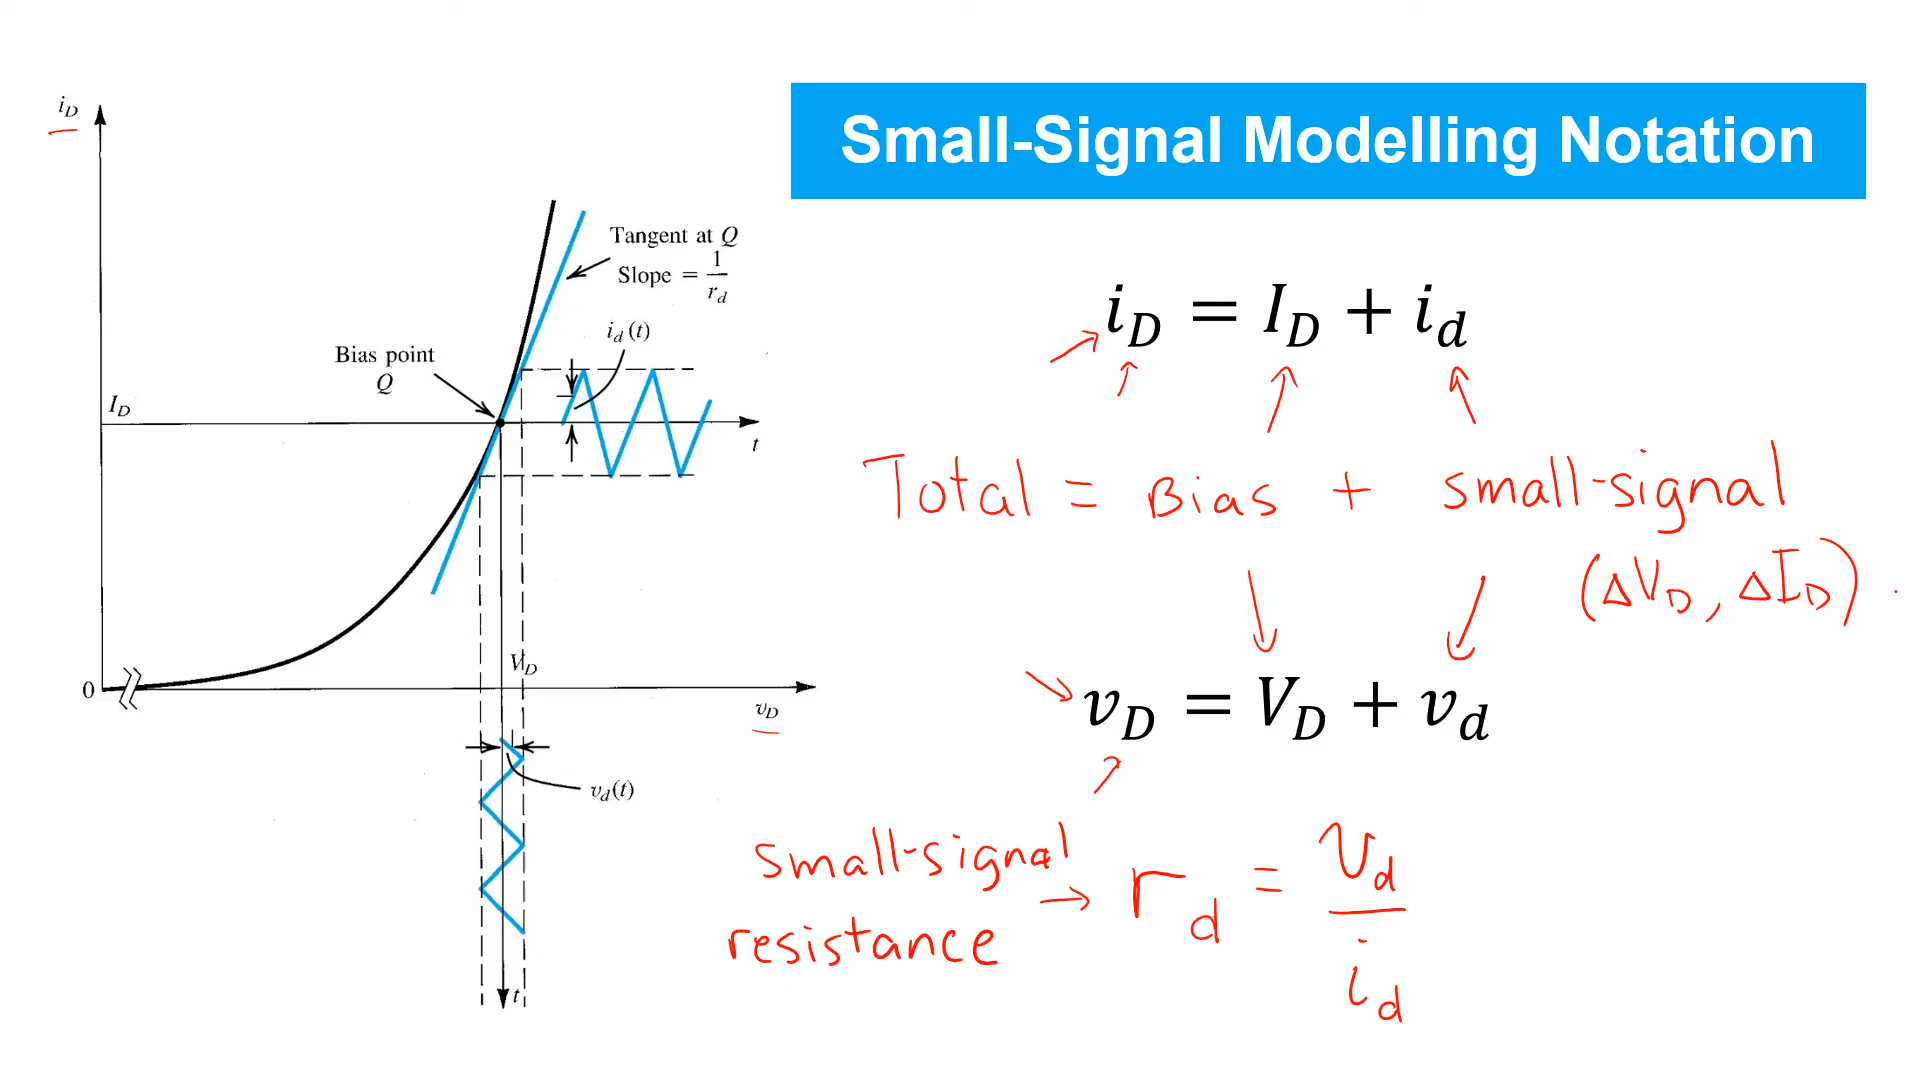 Small-Signal Modelling Notation
i_D
Tangent at Q
Slope = 1/r_d
i_d(t)
Bias point
Q
I_D
t
V_D
0
v_D
v_d(t)
t
i_D = I_D + i_d
Total = Bias + small-signal
(ΔV_D, ΔI_D)
v_D = V_D + v_d
small-signal
resistance → r_d = v_d/i_d